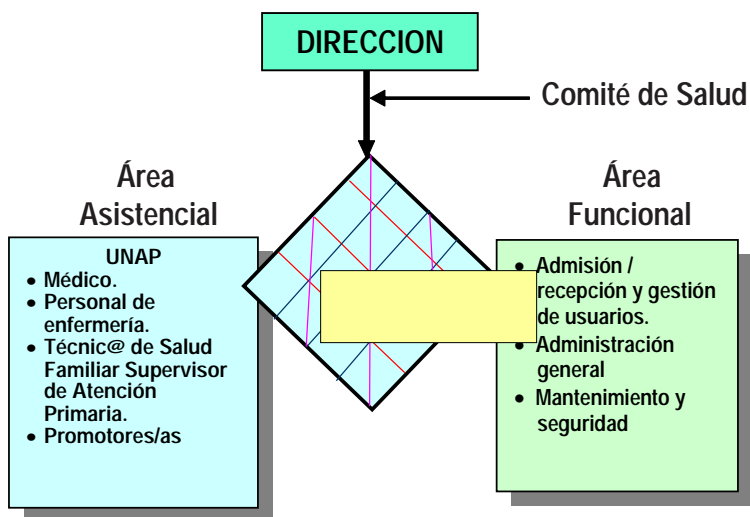 DIRECCION
Comité de Salud
Área
Asistencial
Área
Funcional
UNAP
• Médico.
• Personal de
enfermería.
• Técnic@ de Salud
Familiar Supervisor
de Atención
Primaria.
• Promotores/as
• Admisión /
recepción y gestión
de usuarios.
• Administración
general
• Mantenimiento y
seguridad